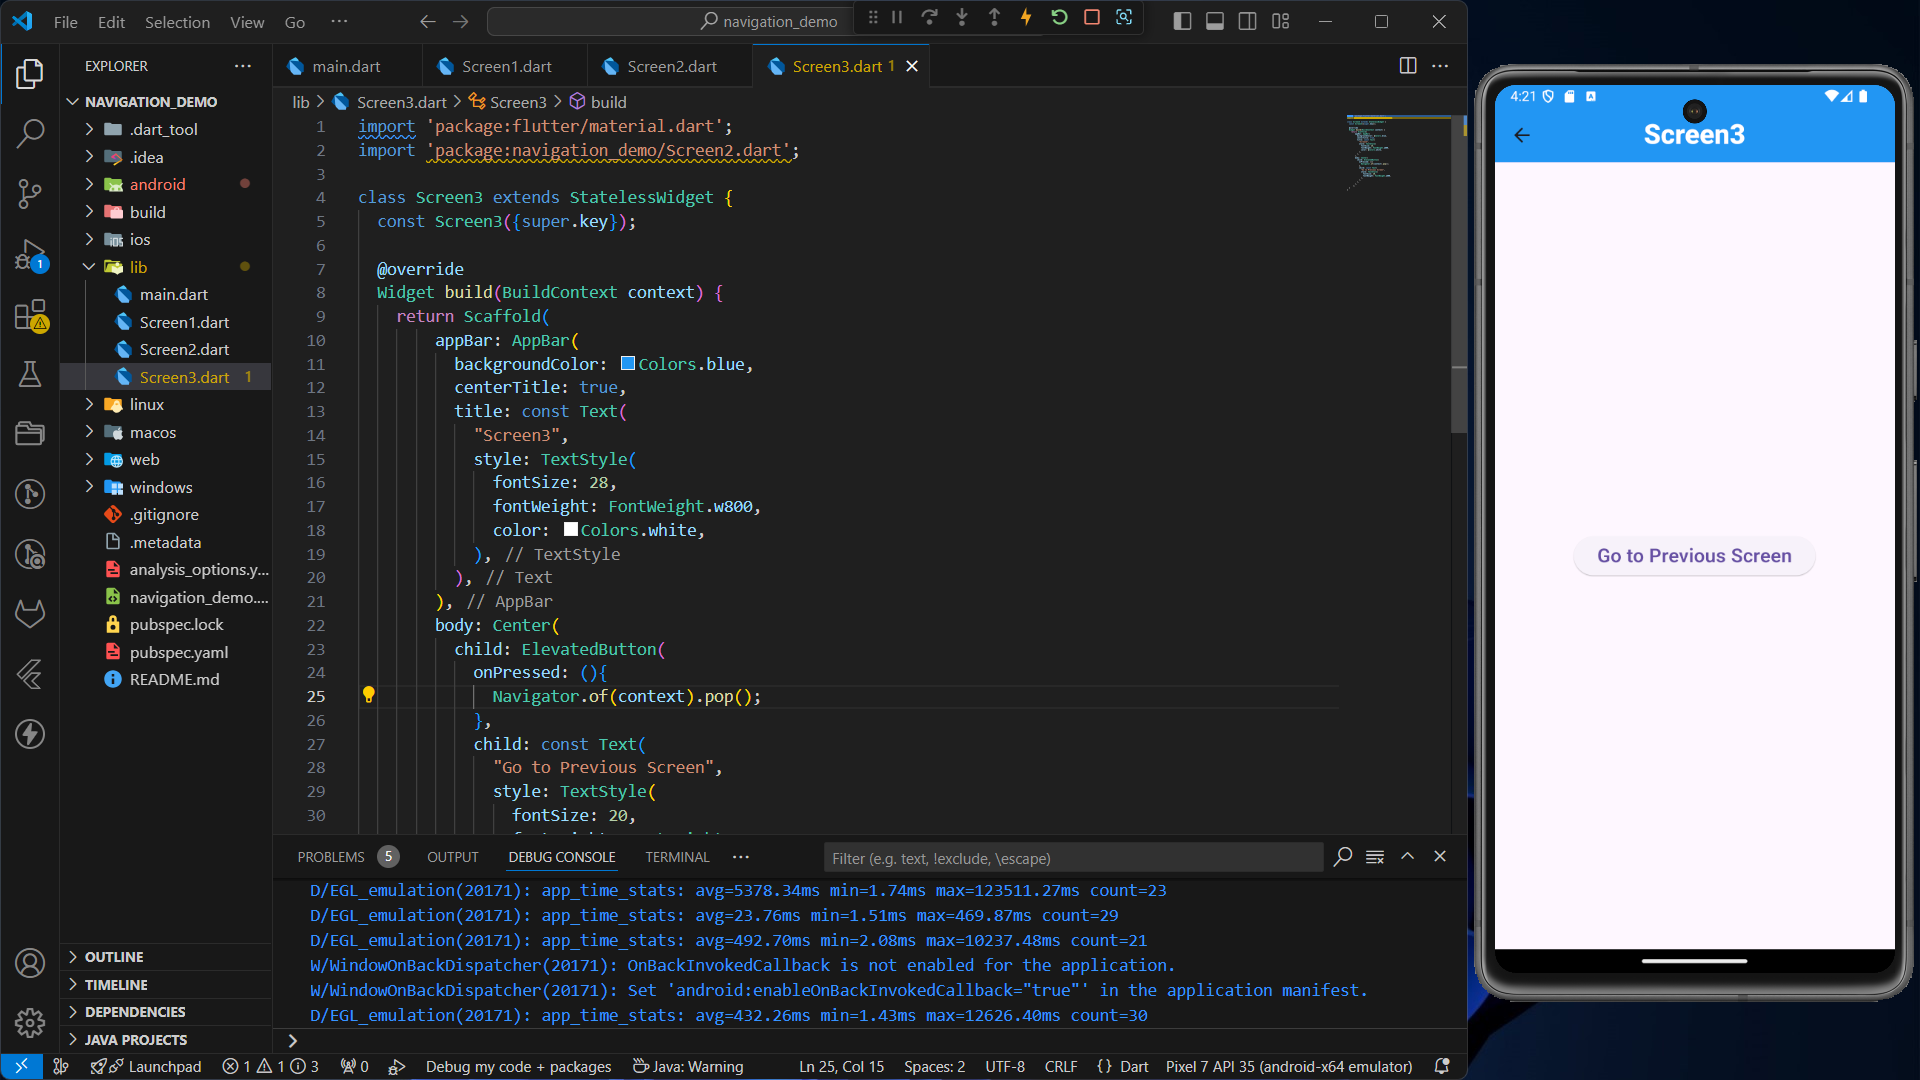 File Edit Selection View Go ··· navigation_demo
EXPLORER
NAVIGATION_DEMO
.dart_tool
.idea
android
build
ios
lib
main.dart
Screen1.dart
Screen2.dart
Screen3.dart 1
linux
macos
web
windows
.gitignore
.metadata
analysis_options.y...
navigation_demo....
pubspec.lock
pubspec.yaml
README.md
OUTLINE
TIMELINE
DEPENDENCIES
JAVA PROJECTS
1
main.dart Screen1.dart Screen2.dart Screen3.dart 1
lib > Screen3.dart > Screen3 > build
1 import 'package:flutter/material.dart';
2 import 'package:navigation_demo/Screen2.dart';
3
4 class Screen3 extends StatelessWidget {
5 const Screen3({super.key});
6
7 @override
8 Widget build(BuildContext context) {
9 return Scaffold(
10 appBar: AppBar(
11 backgroundColor: Colors.blue,
12 centerTitle: true,
13 title: const Text(
14 "Screen3",
15 style: TextStyle(
16 fontSize: 28,
17 fontWeight: FontWeight.w800,
18 color: Colors.white,
19 ), // TextStyle
20 ), // Text
21 ), // AppBar
22 body: Center(
23 child: ElevatedButton(
24 onPressed: (){
25 Navigator.of(context).pop();
26 },
27 child: const Text(
28 "Go to Previous Screen",
29 style: TextStyle(
30 fontSize: 20,
PROBLEMS 5 OUTPUT DEBUG CONSOLE TERMINAL ··· Filter (e.g. text, !exclude, \escape)
D/EGL_emulation(20171): app_time_stats: avg=5378.34ms min=1.74ms max=123511.27ms count=23
D/EGL_emulation(20171): app_time_stats: avg=23.76ms min=1.51ms max=469.87ms count=29
D/EGL_emulation(20171): app_time_stats: avg=492.70ms min=2.08ms max=10237.48ms count=21
W/WindowOnBackDispatcher(20171): OnBackInvokedCallback is not enabled for the application.
W/WindowOnBackDispatcher(20171): Set 'android:enableOnBackInvokedCallback="true"' in the application manifest.
D/EGL_emulation(20171): app_time_stats: avg=432.26ms min=1.43ms max=12626.40ms count=30
Launchpad 1 1 3 0 Debug my code + packages Java: Warning Ln 25, Col 15 Spaces: 2 UTF-8 CRLF {} Dart Pixel 7 API 35 (android-x64 emulator)
4:21
Screen3
Go to Previous Screen